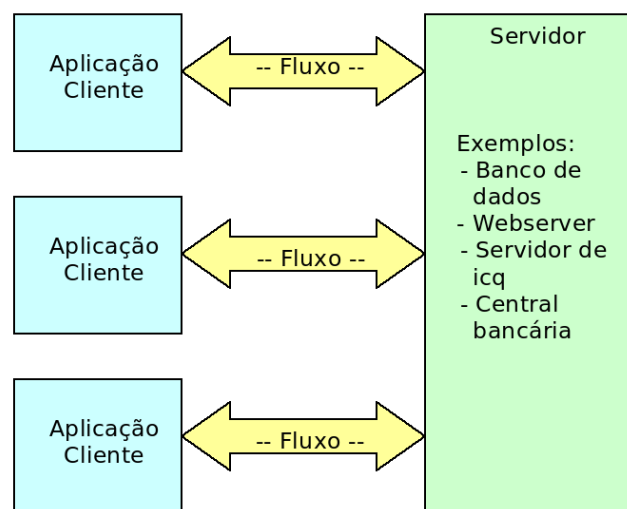 Aplicação
Cliente
-- Fluxo --
Aplicação
Cliente
-- Fluxo --
Aplicação
Cliente
-- Fluxo --
Servidor
Exemplos:
- Banco de
dados
- Webserver
- Servidor de
icq
- Central
bancária